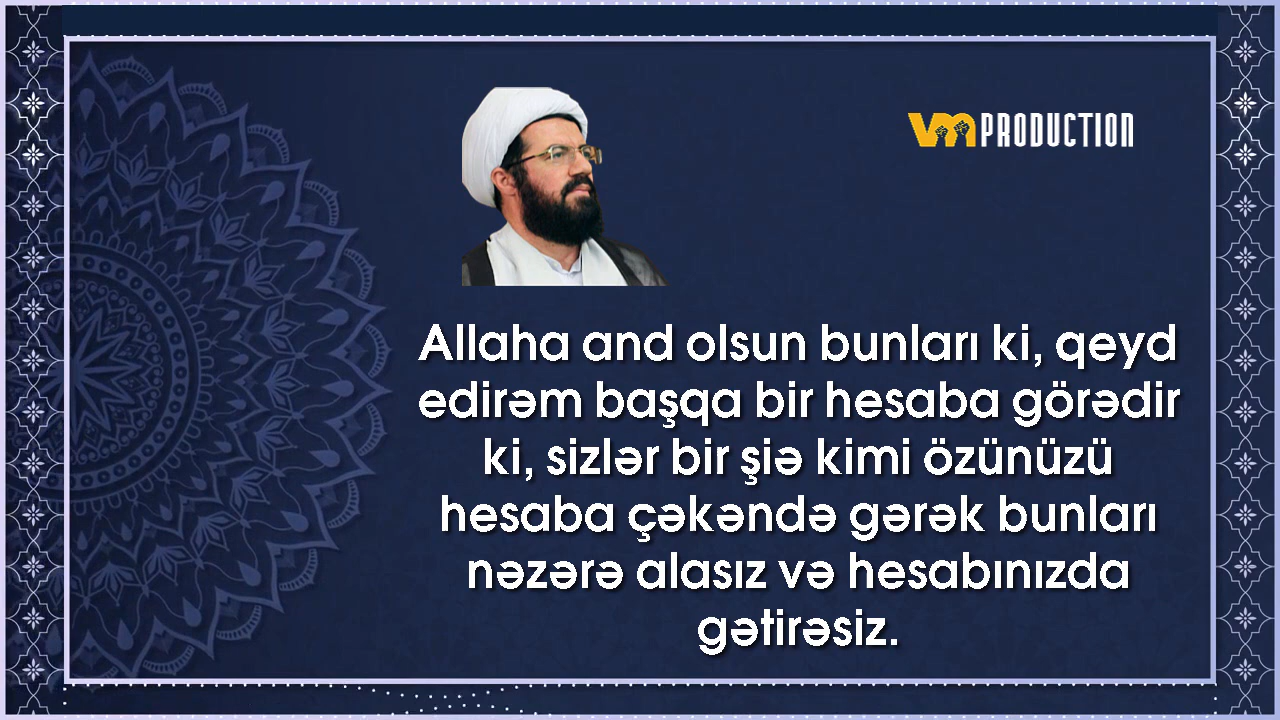 VM PRODUCTION
Allaha and olsun bunları ki, qeyd
edirəm başqa bir hesaba görədir
ki, sizlər bir şiə kimi özünüzü
hesaba çəkəndə gərək bunları
nəzərə alasız və hesabınızda
gətirəsiz.